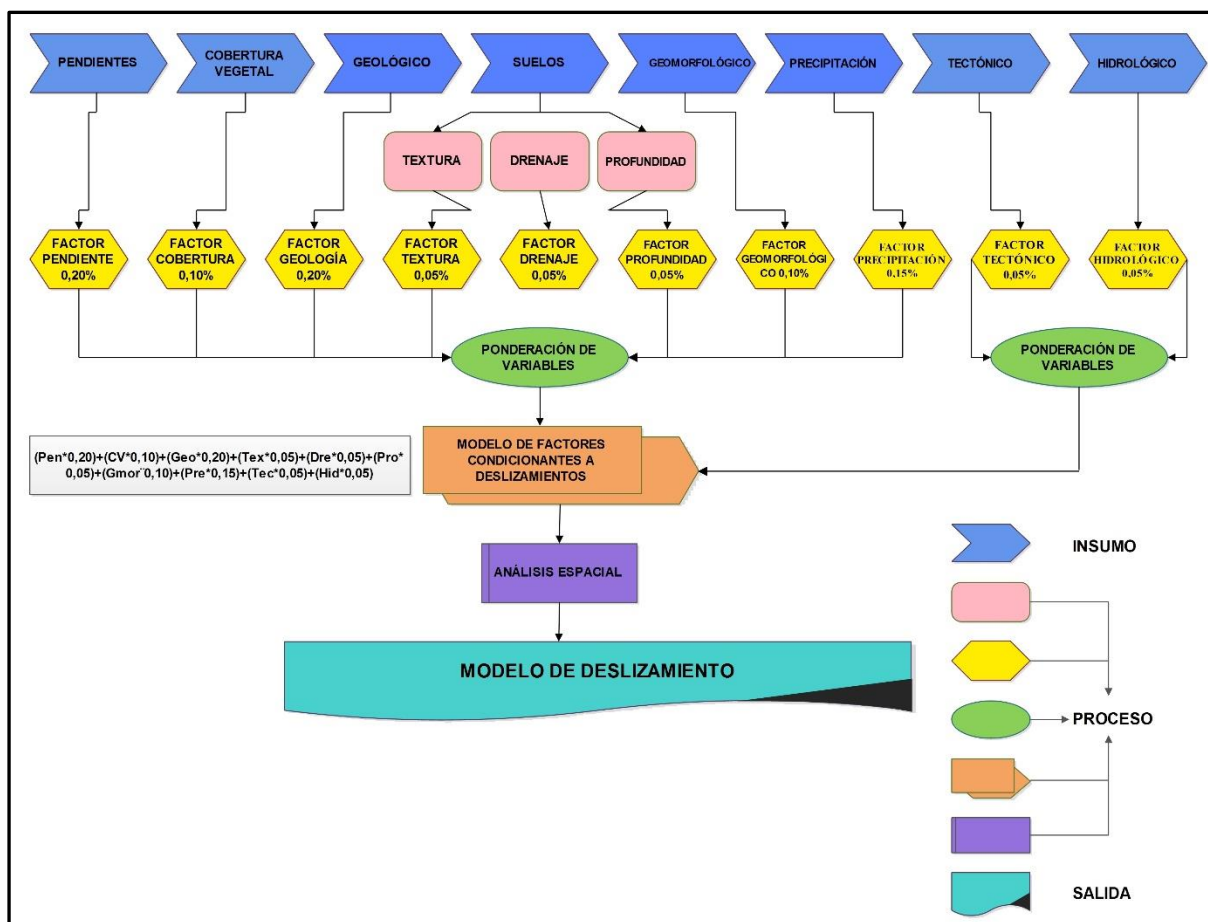 PENDIENTES
COBERTURA
VEGETAL
GEOLÓGICO
SUELOS
GEOMORFOLÓGICO
PRECIPITACIÓN
TECTÓNICO
HIDROLÓGICO
TEXTURA
DRENAJE
PROFUNDIDAD
FACTOR
PENDIENTE
0,20%
FACTOR
COBERTURA
0,10%
FACTOR
GEOLOGÍA
0,20%
FACTOR
TEXTURA
0,05%
FACTOR
DRENAJE
0,05%
FACTOR
PROFUNDIDAD
0,05%
FACTOR
GEOMORFOLÓGI
CO 0,10%
FACTOR
PRECIPITACIÓN
0,15%
FACTOR
TECTÓNICO
0,05%
FACTOR
HIDROLÓGICO
0,05%
PONDERACIÓN DE
VARIABLES
PONDERACIÓN DE
VARIABLES
(Pen*0,20)+(CV*0,10)+(Geo*0,20)+(Tex*0,05)+(Dre*0,05)+(Pro*
0,05)+(Gmor¨0,10)+(Pre*0,15)+(Tec*0,05)+(Hid*0,05)
MODELO DE FACTORES
CONDICIONANTES A
DESLIZAMIENTOS
ANÁLISIS ESPACIAL
MODELO DE DESLIZAMIENTO
INSUMO
PROCESO
SALIDA